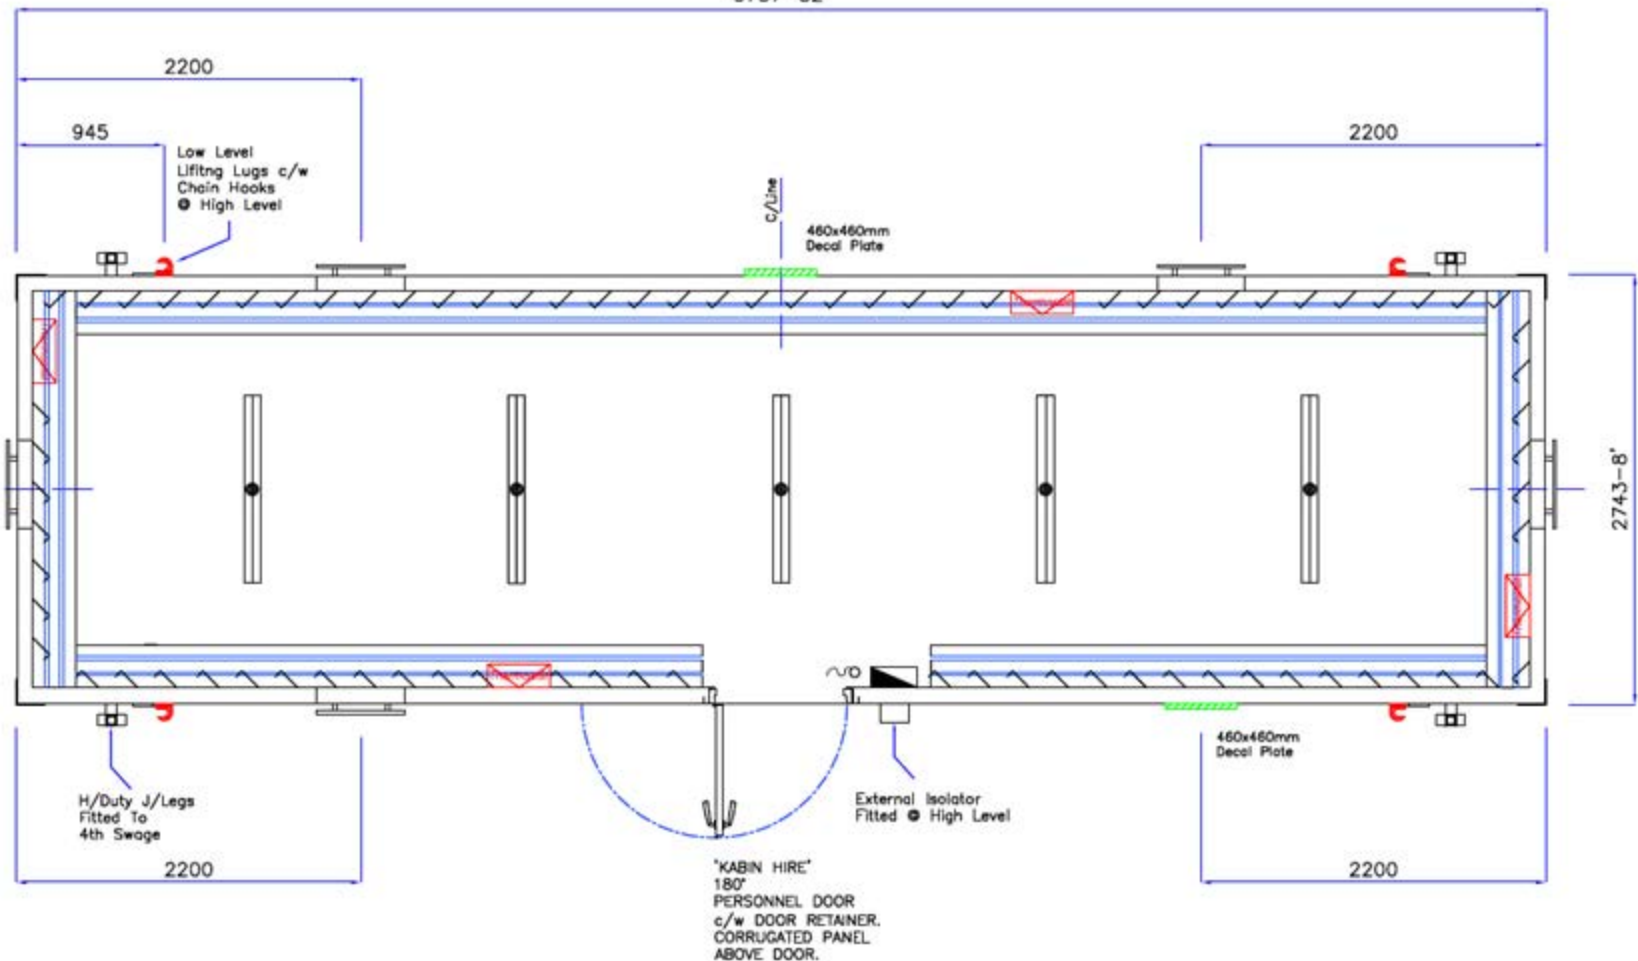 2200
945
2200
Low Level
Lifitng Lugs c/w
Chain Hooks
@ High Level
C/Line
460x460mm
Decal Plate
2743-8'
460x460mm
Decal Plate
H/Duty J/Legs
Fitted To
4th Swage
External Isolator
Fitted @ High Level
2200
2200
"KABIN HIRE"
180°
PERSONNEL DOOR
c/w DOOR RETAINER.
CORRUGATED PANEL
ABOVE DOOR.